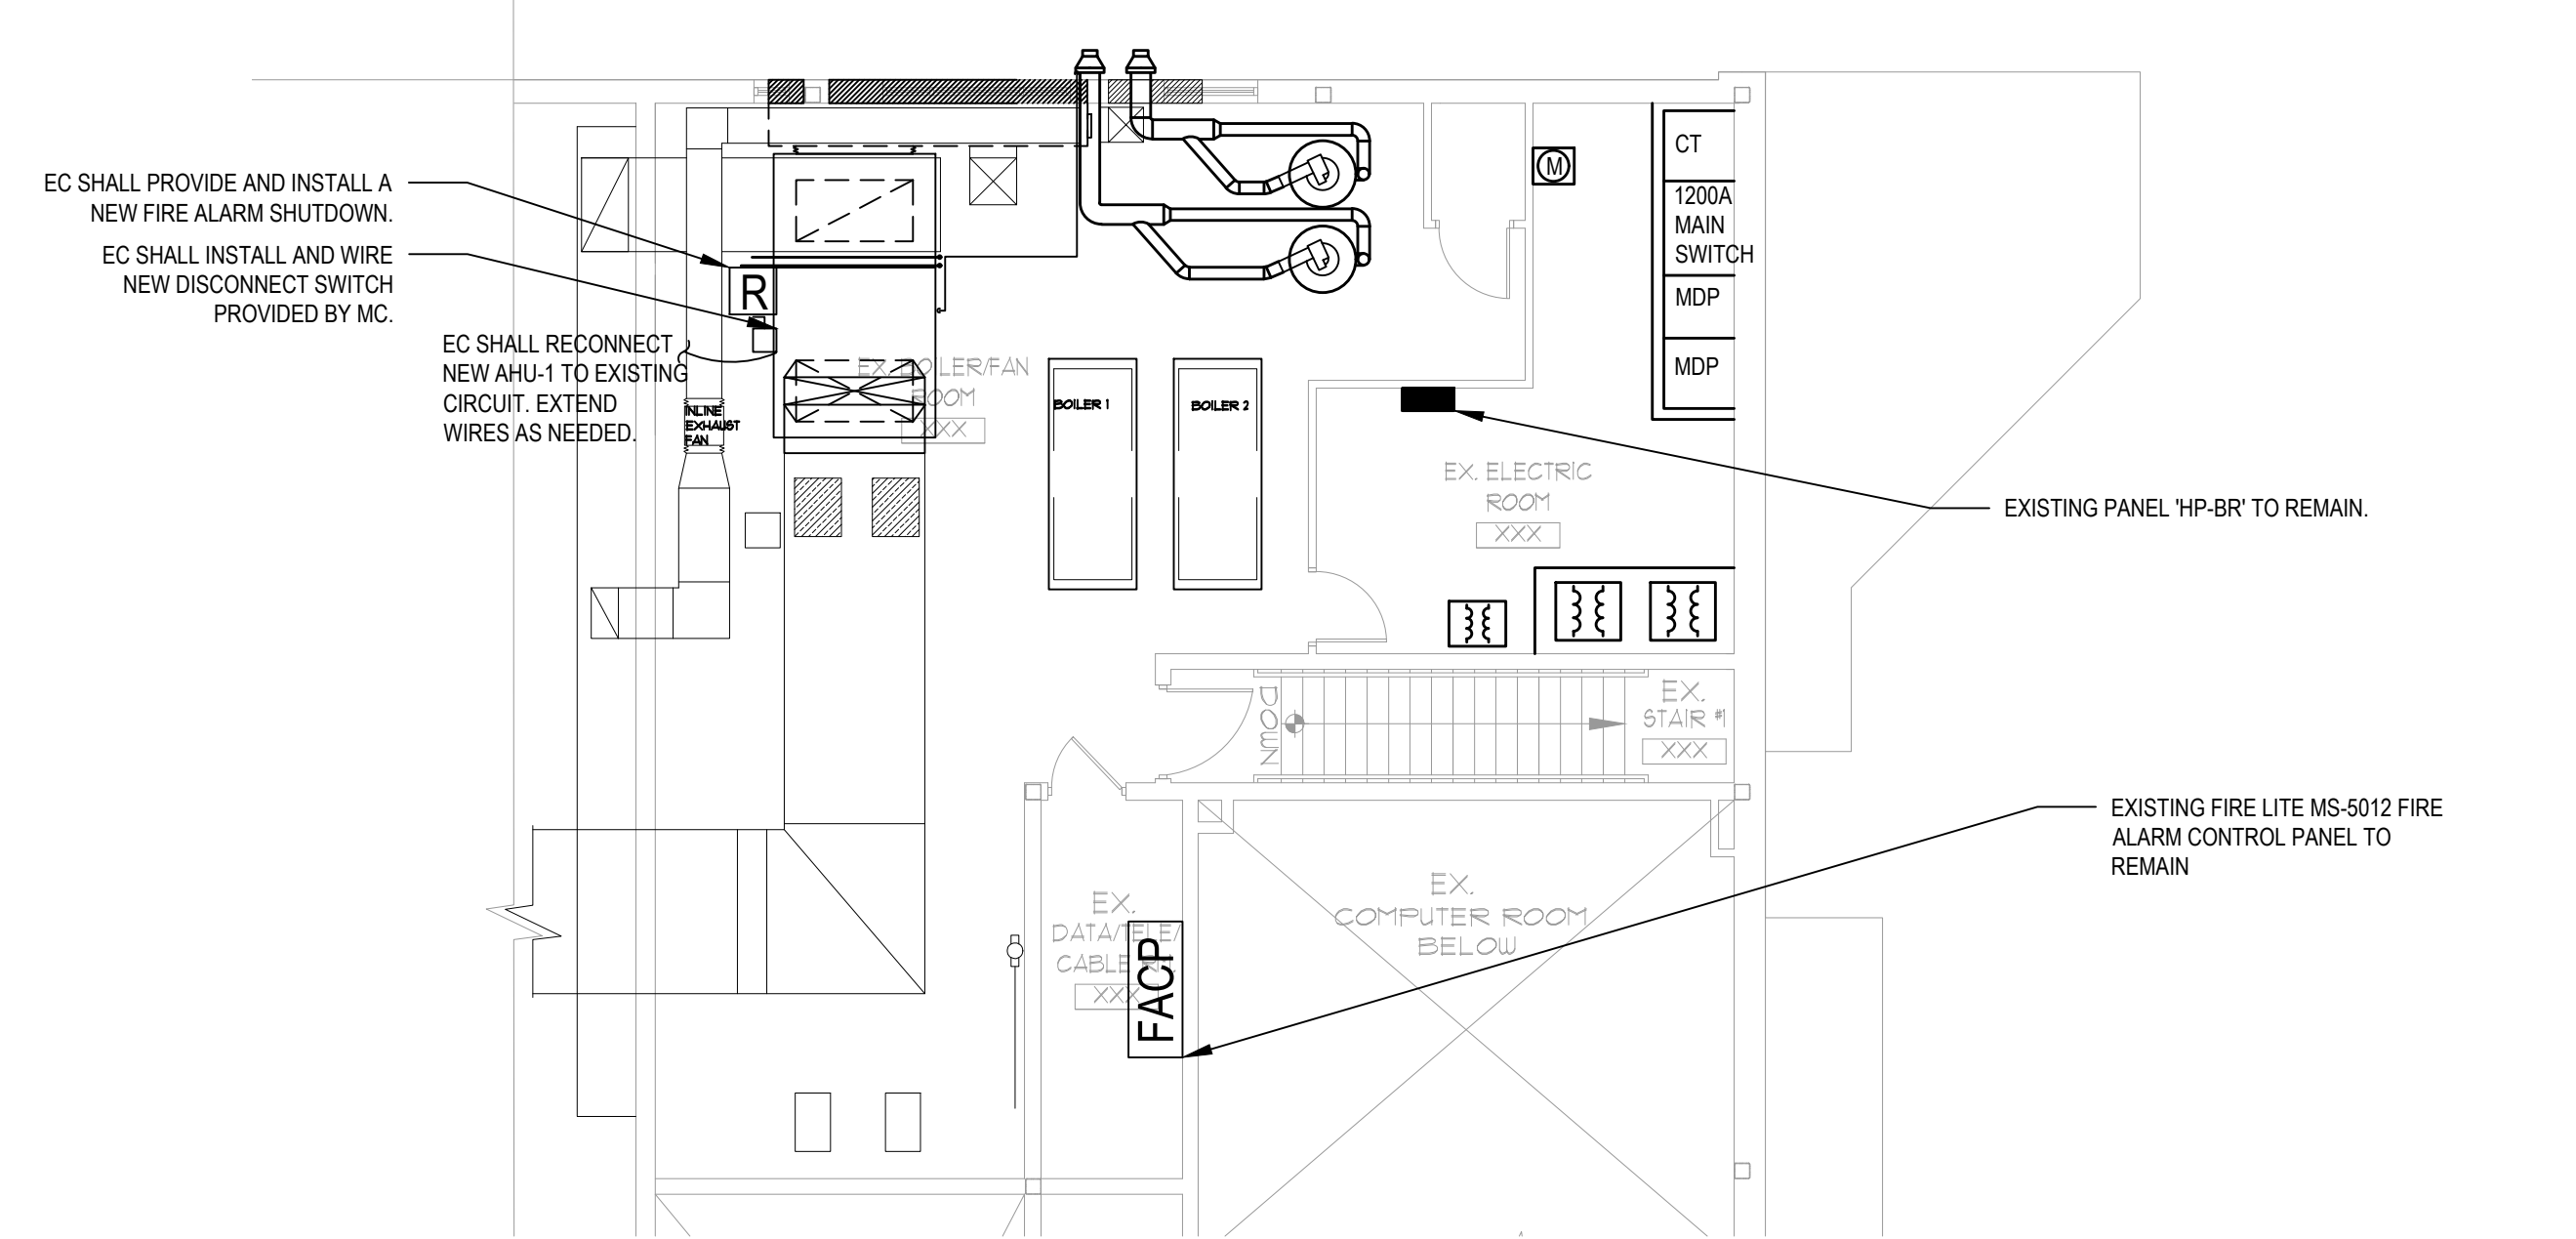 EC SHALL PROVIDE AND INSTALL A
NEW FIRE ALARM SHUTDOWN.
EC SHALL INSTALL AND WIRE
NEW DISCONNECT SWITCH
PROVIDED BY MC.
EC SHALL RECONNECT
NEW AHU-1 TO EXISTING
CIRCUIT. EXTEND
WIRES AS NEEDED.
R
INLINE
EXHAUST
FAN
EX. BOILER/FAN
ROOM
XXX
BOILER 1
BOILER 2
M
CT
1200A
MAIN
SWITCH
MDP
MDP
EX. ELECTRIC
ROOM
XXX
EXISTING PANEL 'HP-BR' TO REMAIN.
DOWN
EX.
STAIR #1
XXX
EX.
DATA/TELE/
CABLE RM.
XXX
FACP
EX.
COMPUTER ROOM
BELOW
EXISTING FIRE LITE MS-5012 FIRE
ALARM CONTROL PANEL TO
REMAIN